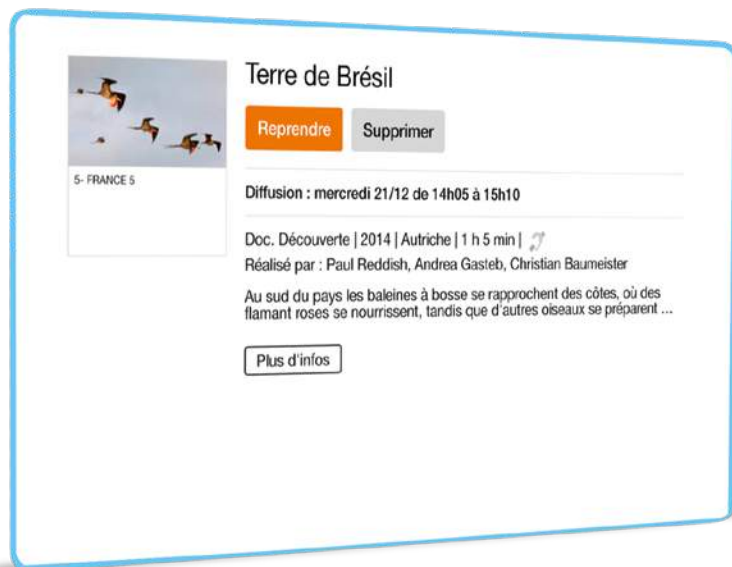 Terre de Brésil
Reprendre
Supprimer
5- FRANCE 5
Diffusion : mercredi 21/12 de 14h05 à 15h10
Doc. Découverte | 2014 | Autriche | 1 h 5 min |
Réalisé par : Paul Reddish, Andrea Gasteb, Christian Baumeister
Au sud du pays les baleines à bosse se rapprochent des côtes, où des
flamant roses se nourrissent, tandis que d'autres oiseaux se préparent ...
Plus d'infos